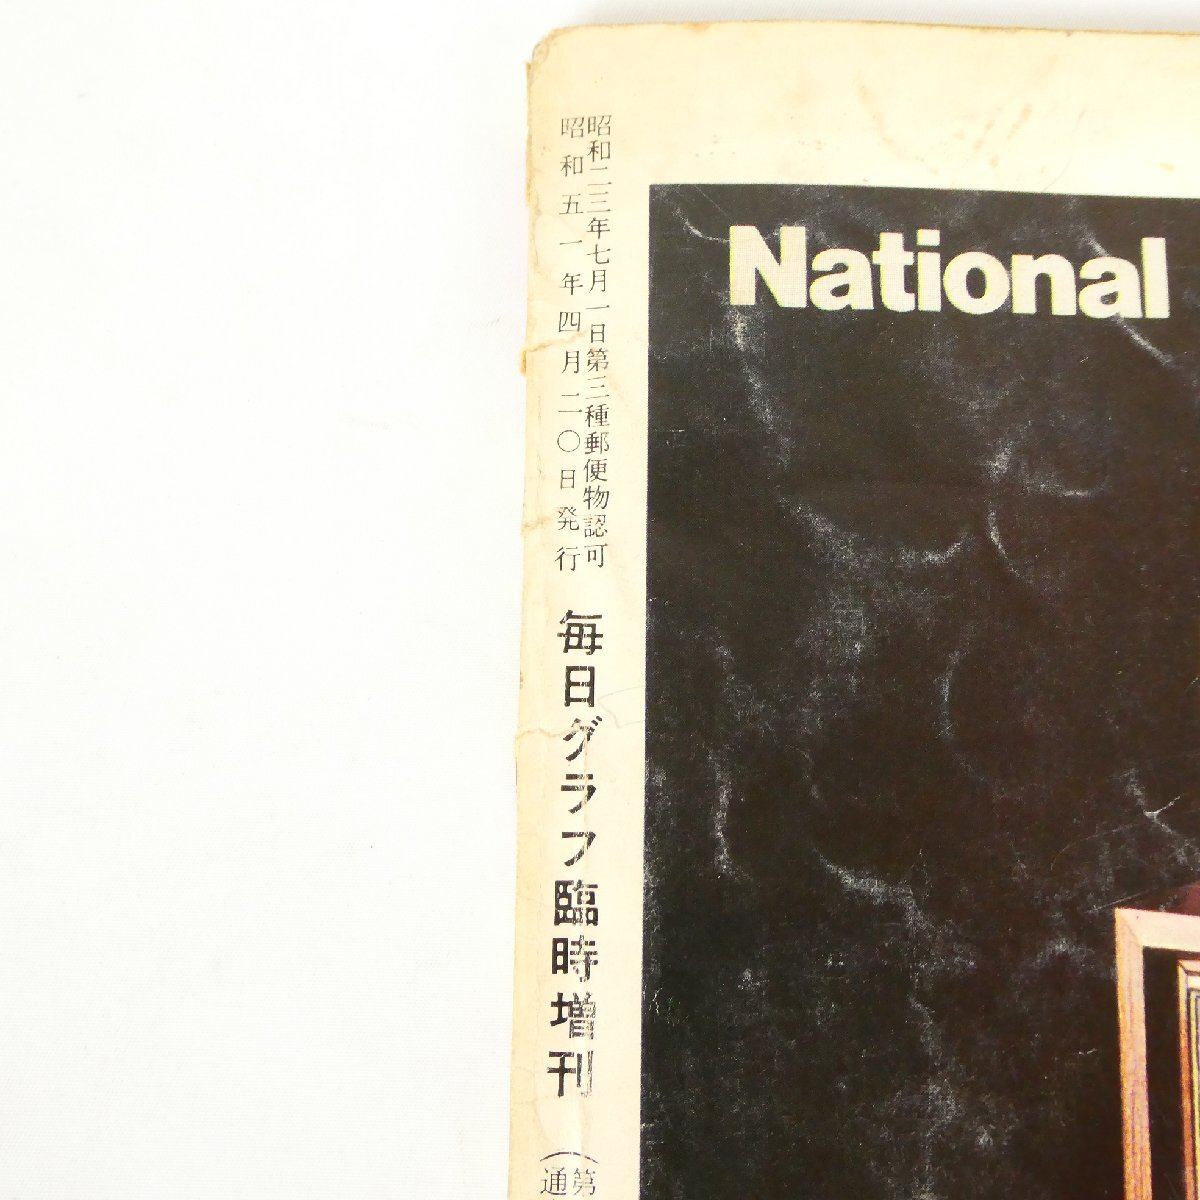 昭和二三年七月一日第三種郵便物認可
昭和五一年四月二〇日発行
毎日グラフ臨時増刊
(第
通
National